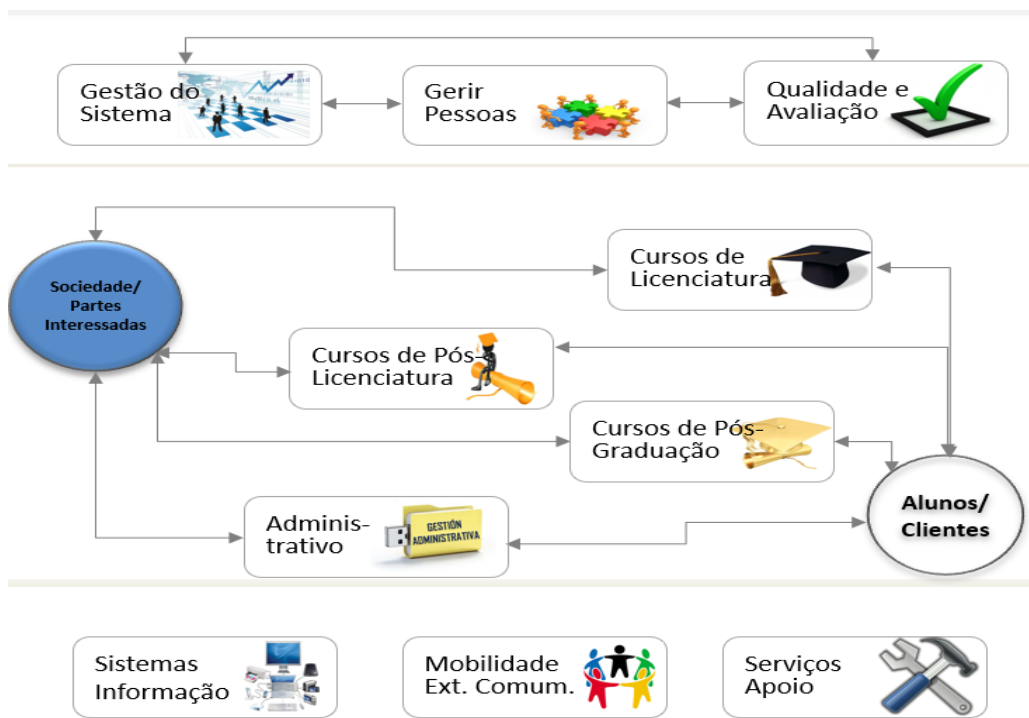 Gestão do
Sistema
Gerir
Pessoas
Qualidade e
Avaliação
Cursos de
Licenciatura
Sociedade/
Partes
Interessadas
Cursos de Pós-
Licenciatura
Cursos de Pós-
Graduação
Alunos/
Clientes
Adminis-
trativo
GESTIÓN
ADMINISTRATIVA
Sistemas
Informação
Mobilidade
Ext. Comum.
Serviços
Apoio